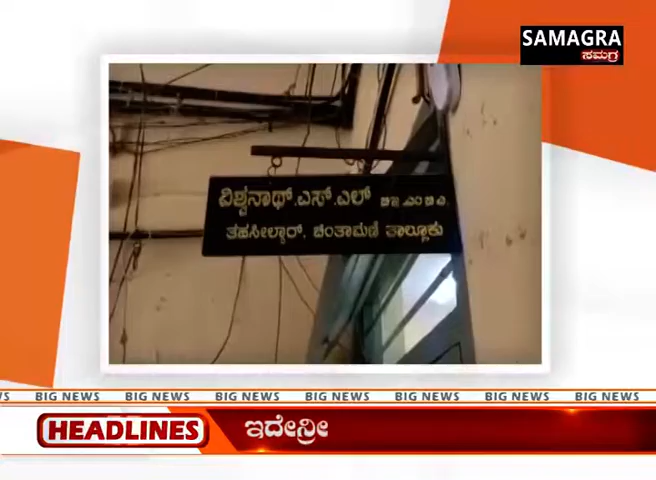 SAMAGRA
ಸಮಗ್ರ
ವಿಶ್ವನಾಥ್.ಎಸ್.ಎಲ್
ತಹಸೀಲ್ದಾರ್, ಚಿಂತಾಮಣಿ ತಾಲ್ಲೂಕು
BIG NEWS BIG NEWS BIG NEWS BIG NEWS BIG NEWS BIG NEWS BIG NEWS
HEADLINES ಇದೇನ್ರೀ